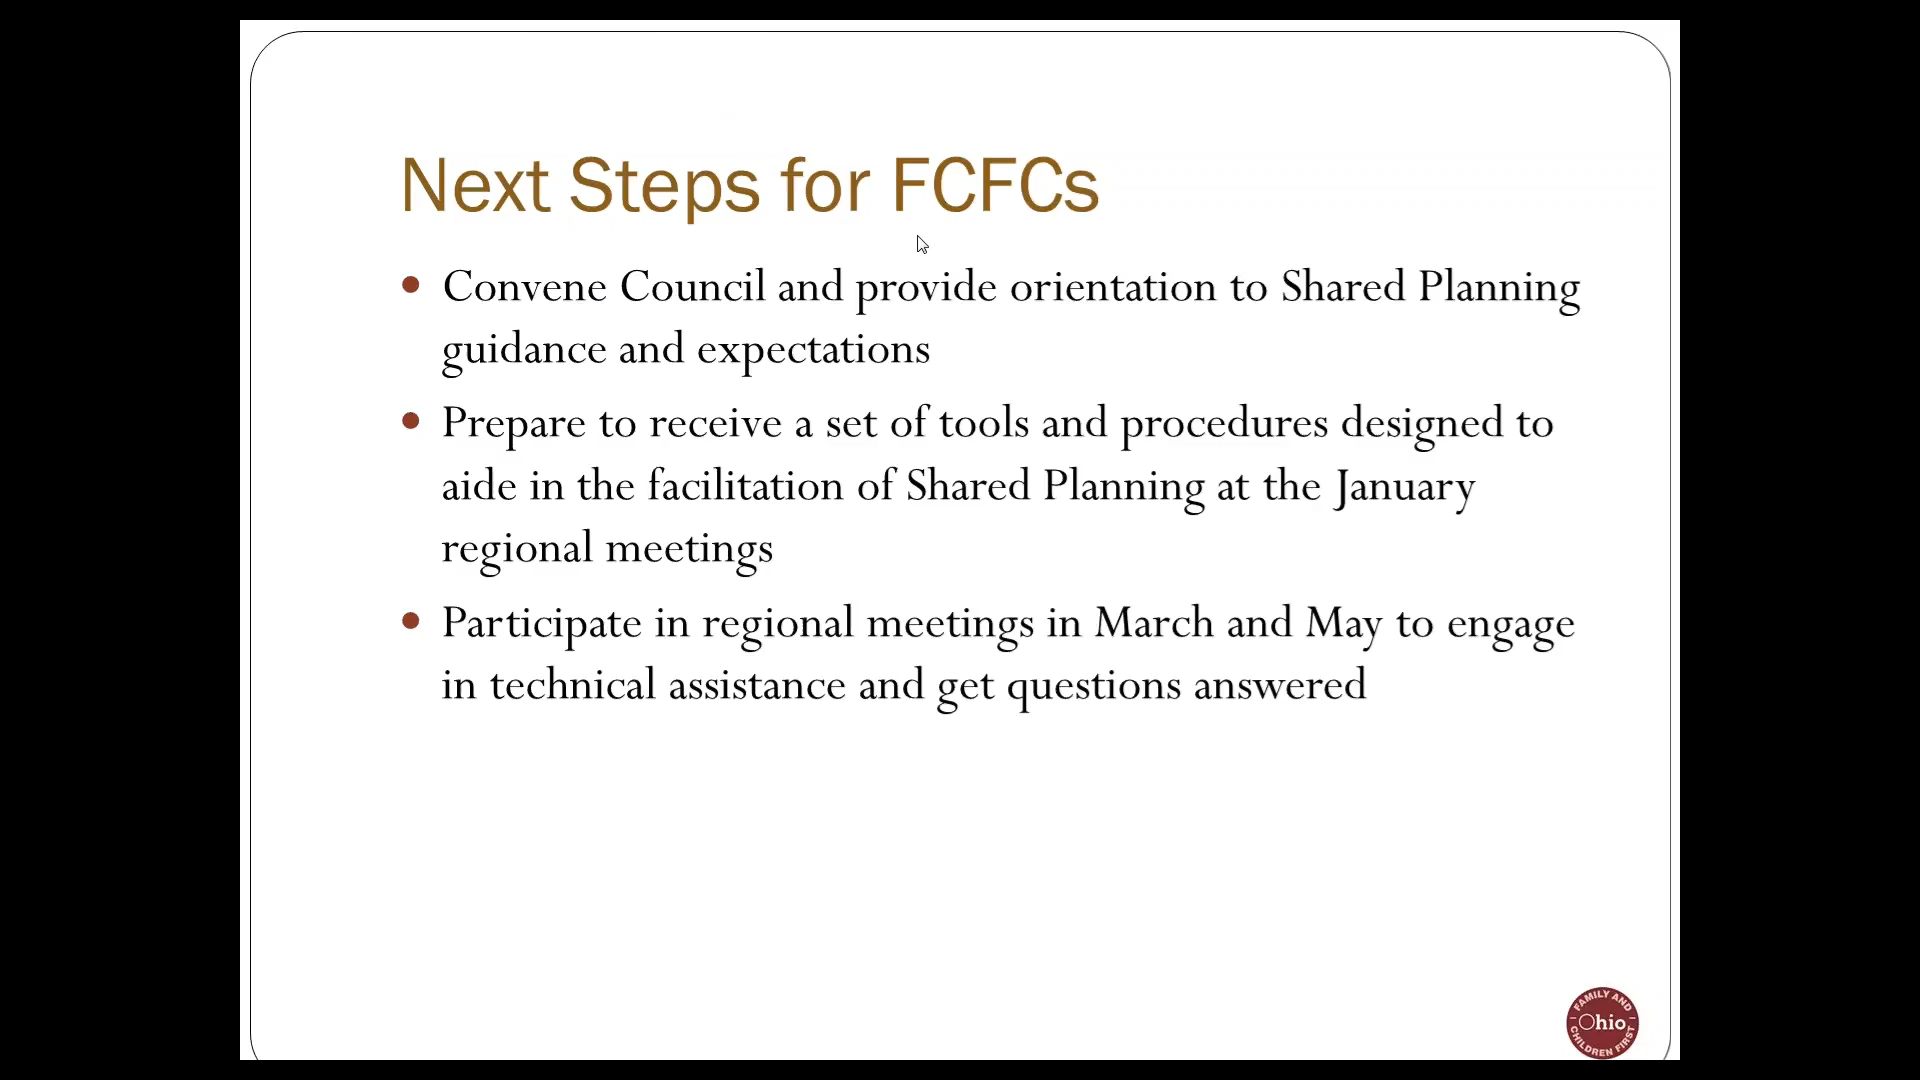 Next Steps for FCFCs
Convene Council and provide orientation to Shared Planning
guidance and expectations
Prepare to receive a set of tools and procedures designed to
aide in the facilitation of Shared Planning at the January
regional meetings
Participate in regional meetings in March and May to engage
in technical assistance and get questions answered
FAMILY AND
Ohio
CHILDREN FIRST